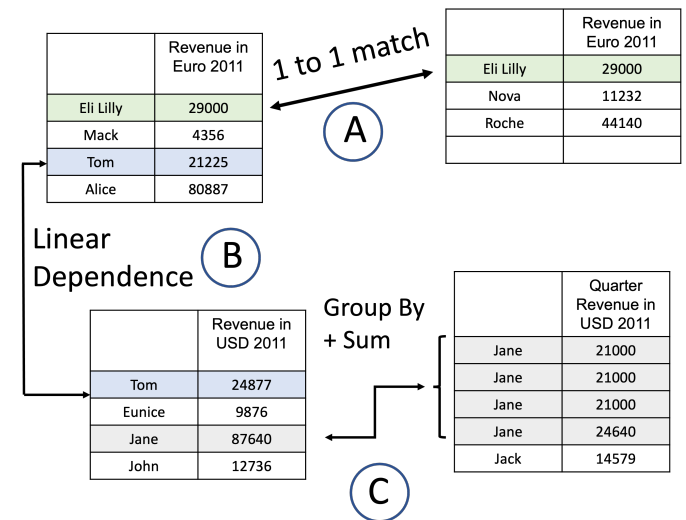 Revenue in
Euro 2011
Eli Lilly 29000
Mack 4356
Tom 21225
Alice 80887
1 to 1 match
A
Revenue in
Euro 2011
Eli Lilly 29000
Nova 11232
Roche 44140
Linear
Dependence
B
Revenue in
USD 2011
Tom 24877
Eunice 9876
Jane 87640
John 12736
Group By
+ Sum
C
Quarter
Revenue in
USD 2011
Jane 21000
Jane 21000
Jane 21000
Jane 24640
Jack 14579